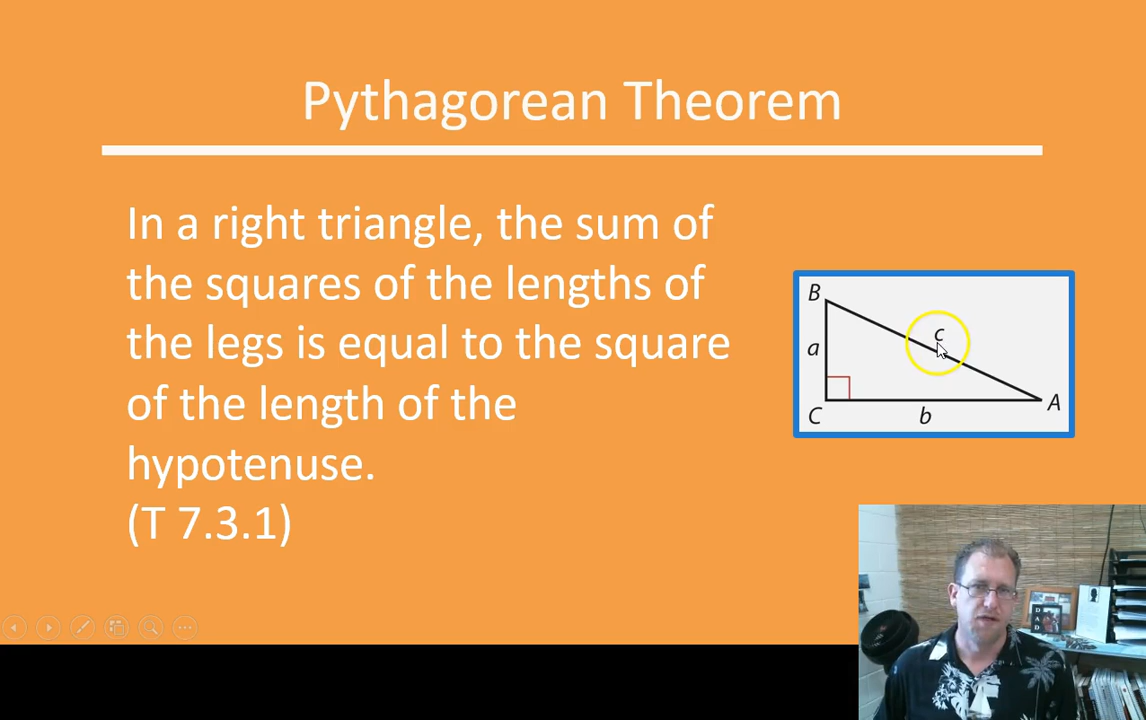 Pythagorean Theorem
In a right triangle, the sum of
the squares of the lengths of
the legs is equal to the square
of the length of the
hypotenuse.
(T 7.3.1)
B
c
a
C
b
A
DAD